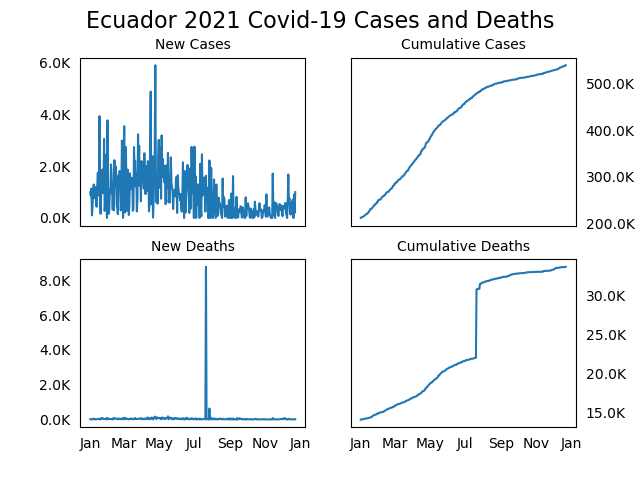 Ecuador 2021 Covid-19 Cases and Deaths
New Cases
Cumulative Cases
6.0K
4.0K
2.0K
0.0K
500.0K
400.0K
300.0K
200.0K
New Deaths
Cumulative Deaths
8.0K
6.0K
4.0K
2.0K
0.0K
30.0K
25.0K
20.0K
15.0K
Jan Mar May Jul Sep Nov Jan
Jan Mar May Jul Sep Nov Jan